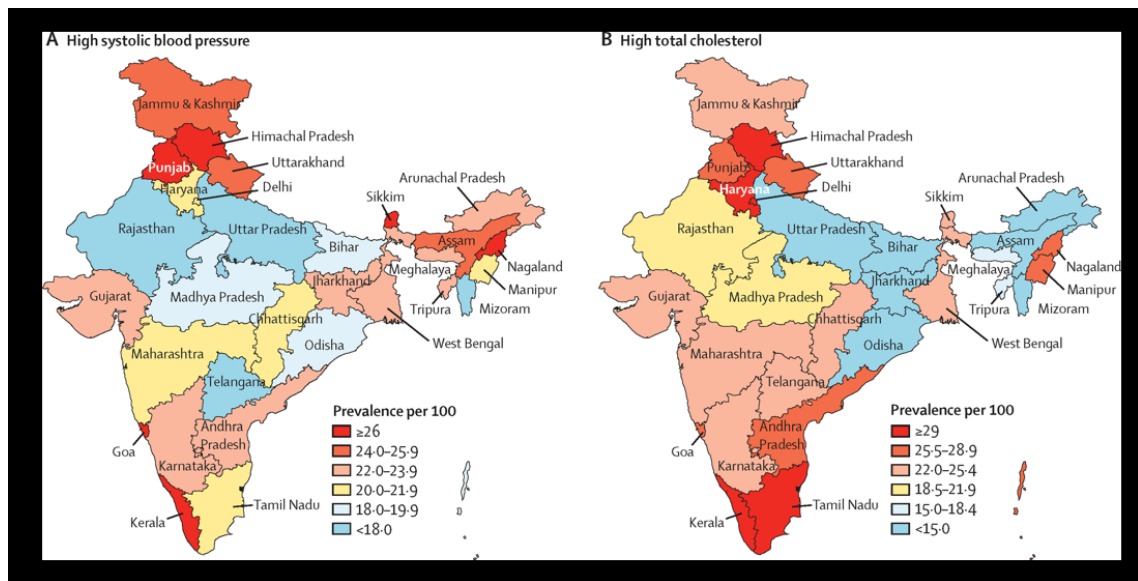 A High systolic blood pressure
Jammu & Kashmir
Himachal Pradesh
Punjab
Uttarakhand
Haryana
Delhi
Arunachal Pradesh
Sikkim
Rajasthan
Uttar Pradesh
Bihar
Assam
Nagaland
Meghalaya
Manipur
Gujarat
Madhya Pradesh
Jharkhand
Tripura
Mizoram
Chhattisgarh
West Bengal
Odisha
Maharashtra
Telangana
Goa
Andhra
Pradesh
Karnataka
Tamil Nadu
Kerala
Prevalence per 100
≥26
24·0–25·9
22·0–23·9
20·0–21·9
18·0–19·9
<18·0
B High total cholesterol
Jammu & Kashmir
Himachal Pradesh
Punjab
Uttarakhand
Haryana
Delhi
Arunachal Pradesh
Sikkim
Rajasthan
Uttar Pradesh
Bihar
Assam
Nagaland
Meghalaya
Manipur
Gujarat
Madhya Pradesh
Jharkhand
Tripura
Mizoram
Chhattisgarh
West Bengal
Odisha
Maharashtra
Telangana
Goa
Andhra
Pradesh
Karnataka
Tamil Nadu
Kerala
Prevalence per 100
≥29
25·5–28·9
22·0–25·4
18·5–21·9
15·0–18·4
<15·0